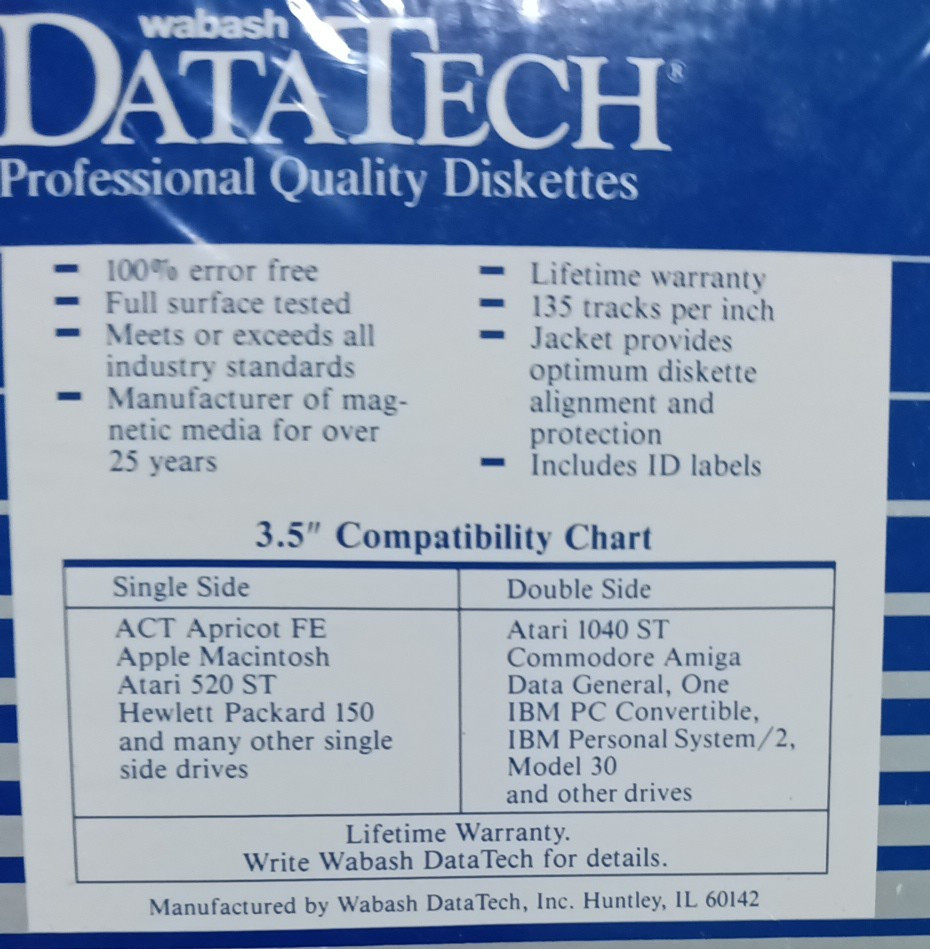 wabash
DATATECH®
Professional Quality Diskettes
- 100% error free
- Full surface tested
- Meets or exceeds all
industry standards
- Manufacturer of mag-
netic media for over
25 years
- Lifetime warranty
- 135 tracks per inch
- Jacket provides
optimum diskette
alignment and
protection
- Includes ID labels
3.5" Compatibility Chart
Single Side
ACT Apricot FE
Apple Macintosh
Atari 520 ST
Hewlett Packard 150
and many other single
side drives
Double Side
Atari 1040 ST
Commodore Amiga
Data General, One
IBM PC Convertible,
IBM Personal System/2,
Model 30
and other drives
Lifetime Warranty.
Write Wabash DataTech for details.
Manufactured by Wabash DataTech, Inc. Huntley, IL 60142